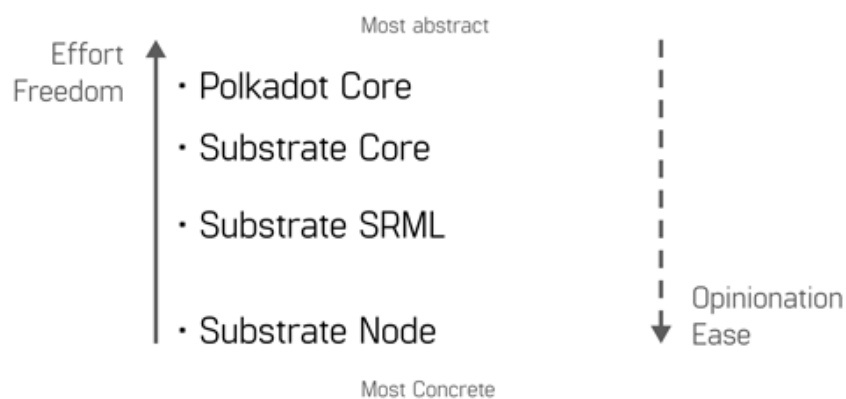 Most abstract
Effort
Freedom
· Polkadot Core
· Substrate Core
· Substrate SRML
· Substrate Node
Opinionation
Ease
Most Concrete